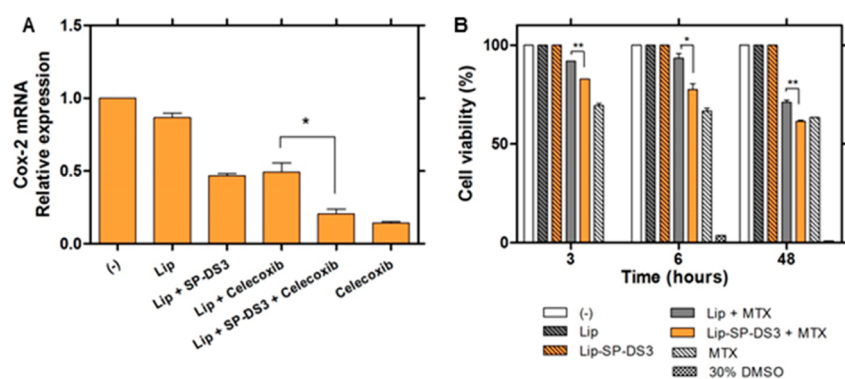 A
Cox-2 mRNA
Relative expression
1.5
1.0
0.5
0.0
*
(-)
Lip
Lip + SP-DS3
Lip + Celecoxib
Lip + SP-DS3 + Celecoxib
Celecoxib
B
Cell viability (%)
100
50
0
**
*
**
3
6
48
Time (hours)
(-)
Lip
Lip-SP-DS3
Lip + MTX
Lip-SP-DS3 + MTX
MTX
30% DMSO